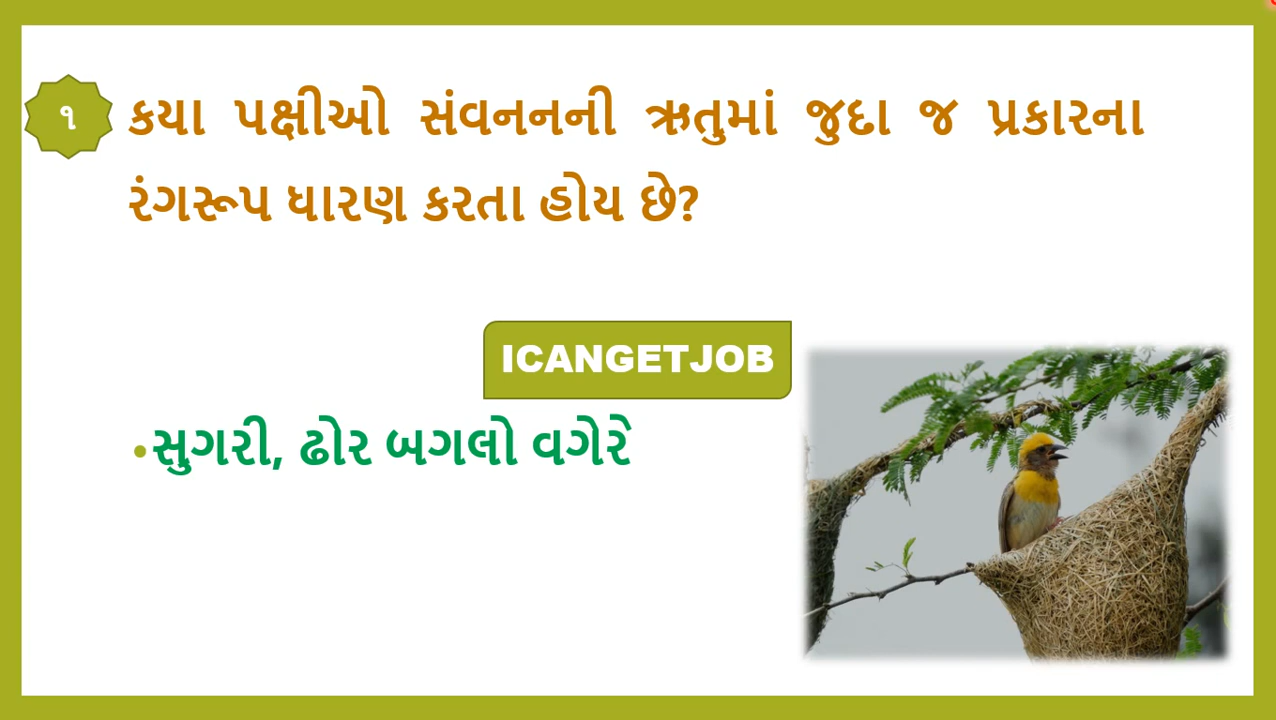 ૧
કયા પક્ષીઓ સંવનનની ઋતુમાં જુદા જ પ્રકારના
રંગરૂપ ધારણ કરતા હોય છે?
ICANGETJOB
•સુગરી, ઢોર બગલો વગેરે